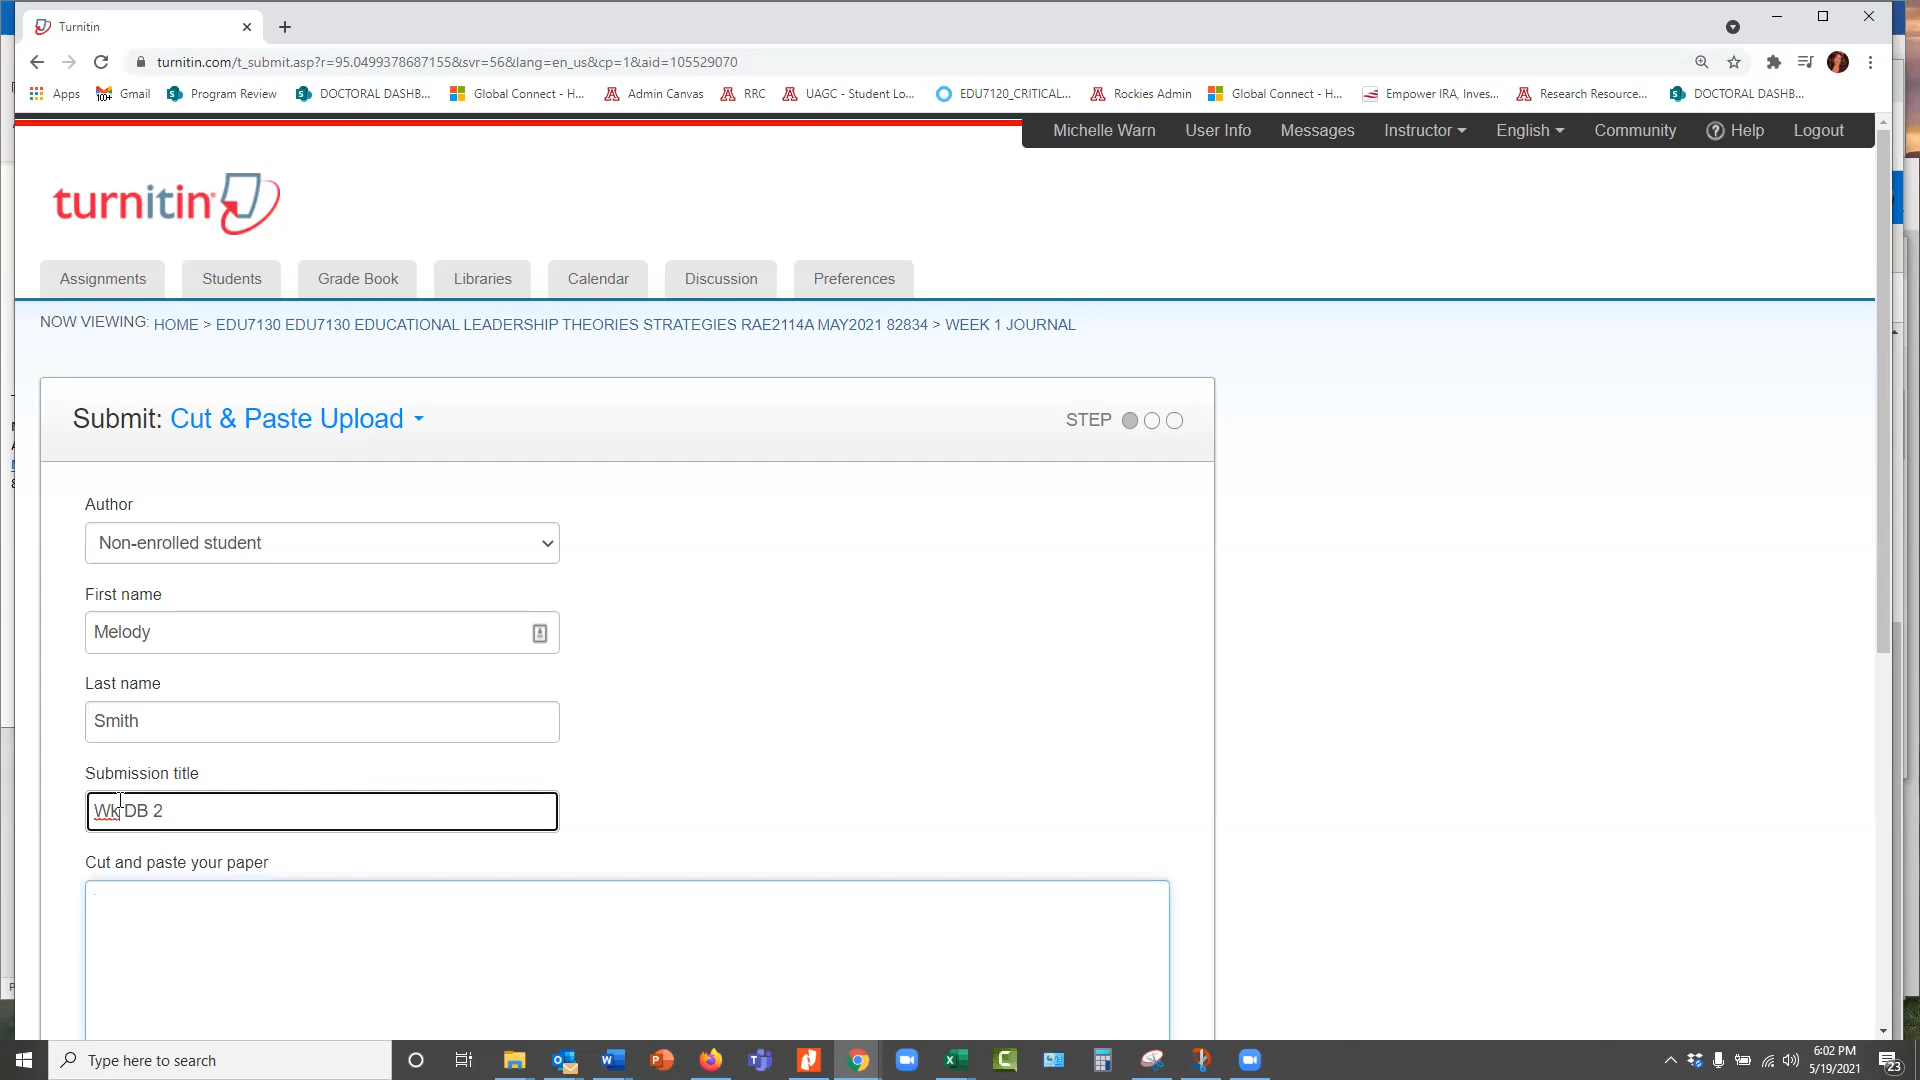 Turnitin
turnitin.com/t_submit.asp?r=95.0499378687155&svr=56&lang=en_us&cp=1&aid=105529070
Apps 100+ Gmail Program Review DOCTORAL DASHB... Global Connect - H... Admin Canvas RRC UAGC - Student Lo... EDU7120_CRITICAL... Rockies Admin Global Connect - H... Empower IRA, Inves... Research Resource... DOCTORAL DASHB...
Michelle Warn User Info Messages Instructor English Community ? Help Logout
turnitin
Assignments Students Grade Book Libraries Calendar Discussion Preferences
NOW VIEWING: HOME > EDU7130 EDU7130 EDUCATIONAL LEADERSHIP THEORIES STRATEGIES RAE2114A MAY2021 82834 > WEEK 1 JOURNAL
Submit: Cut & Paste Upload STEP
Author
Non-enrolled student
First name
Melody
Last name
Smith
Submission title
Wk DB 2
Cut and paste your paper
Type here to search
6:02 PM
5/19/2021
23